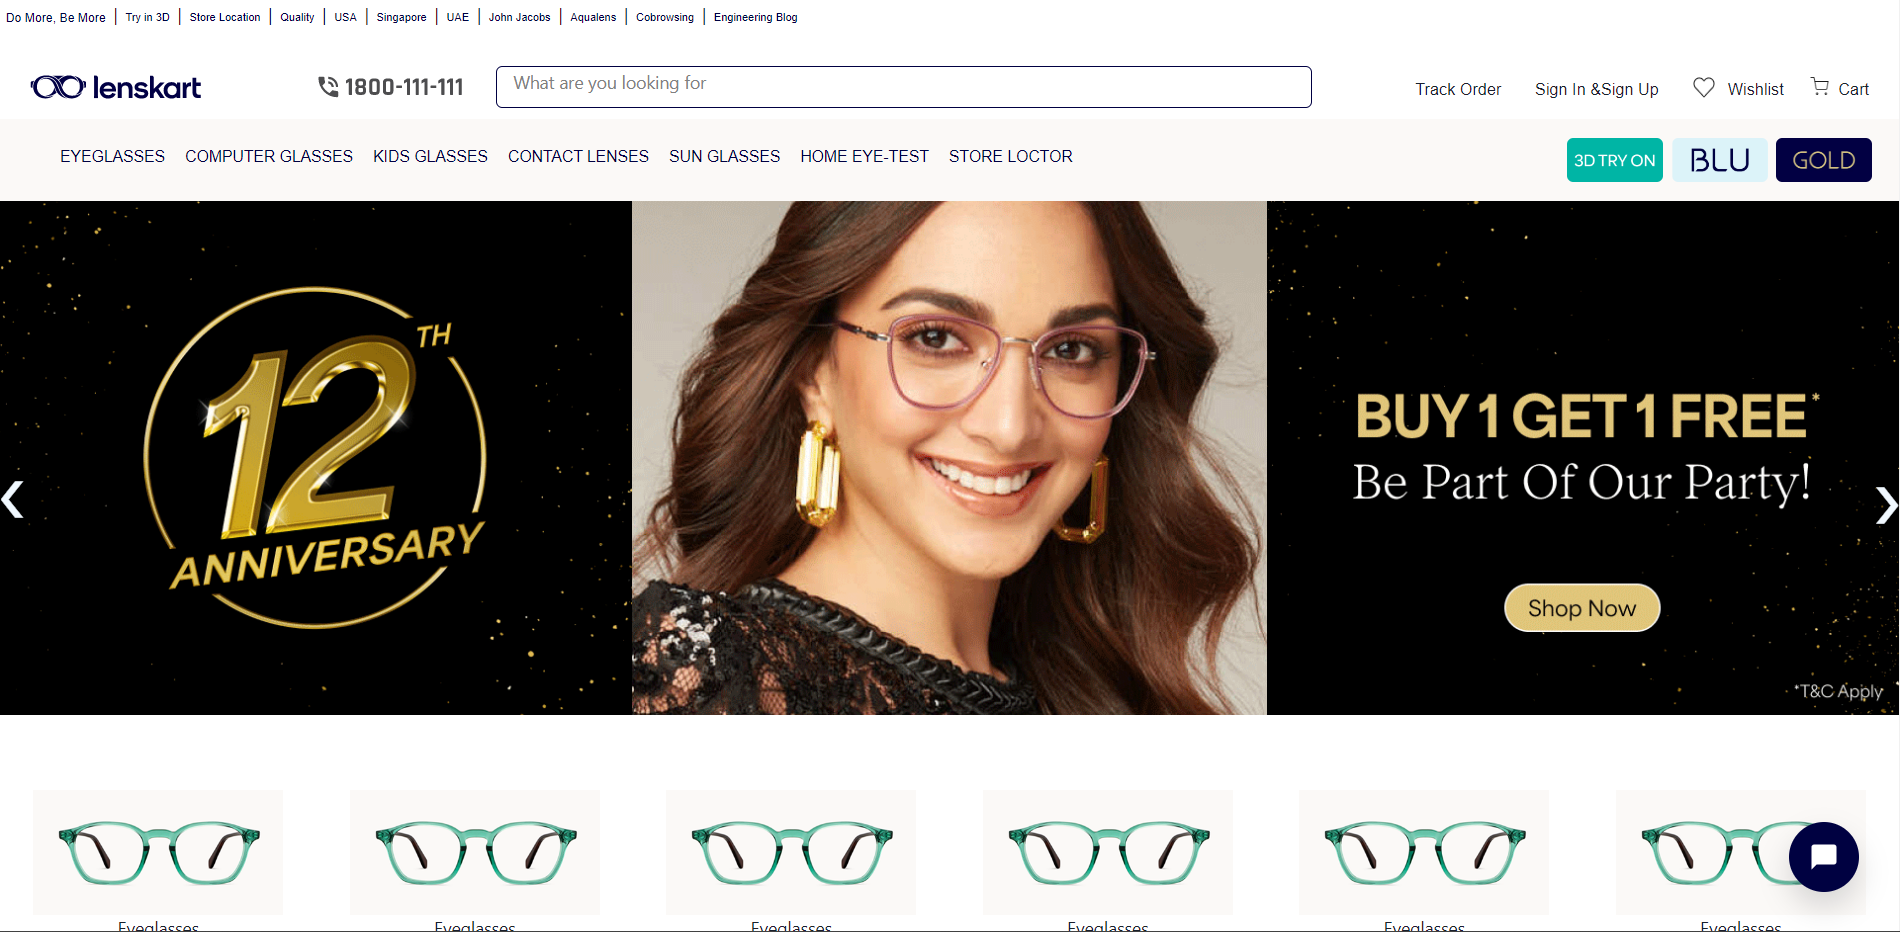 Do More, Be More Try in 3D Store Location Quality USA Singapore UAE John Jacobs Aqualens Cobrowsing Engineering Blog
lenskart 1800-111-111 What are you looking for Track Order Sign In &Sign Up Wishlist Cart
EYEGLASSES COMPUTER GLASSES KIDS GLASSES CONTACT LENSES SUN GLASSES HOME EYE-TEST STORE LOCTOR 3D TRY ON BLU GOLD
12TH
ANNIVERSARY
BUY 1 GET 1 FREE*
Be Part Of Our Party!
Shop Now
*T&C Apply
Eyeglasses Eyeglasses Eyeglasses Eyeglasses Eyeglasses Eyeglasses